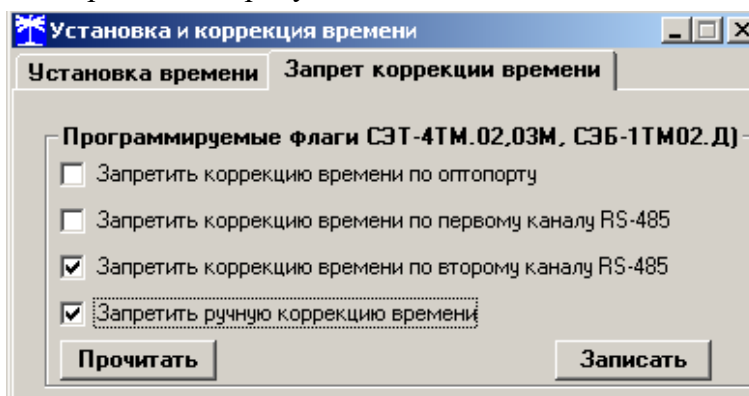 Установка и коррекция времени
Установка времени Запрет коррекции времени
Программируемые флаги СЭТ-4ТМ.02,03М, СЭБ-1ТМ02.Д)
Запретить коррекцию времени по оптопорту
Запретить коррекцию времени по первому каналу RS-485
Запретить коррекцию времени по второму каналу RS-485
Запретить ручную коррекцию времени
Прочитать Записать